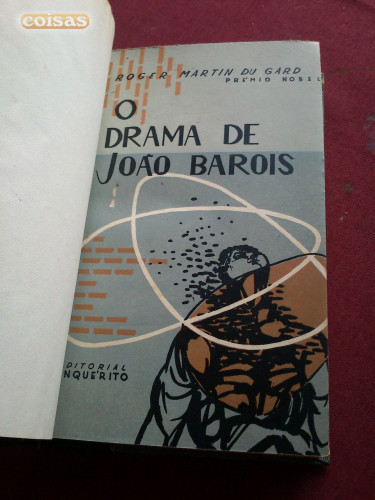 coisas
ROGER MARTIN DU GARD
PRÉMIO NOBEL
O
DRAMA DE
JOÃO BAROIS
DITORIAL
NQUÉRITO